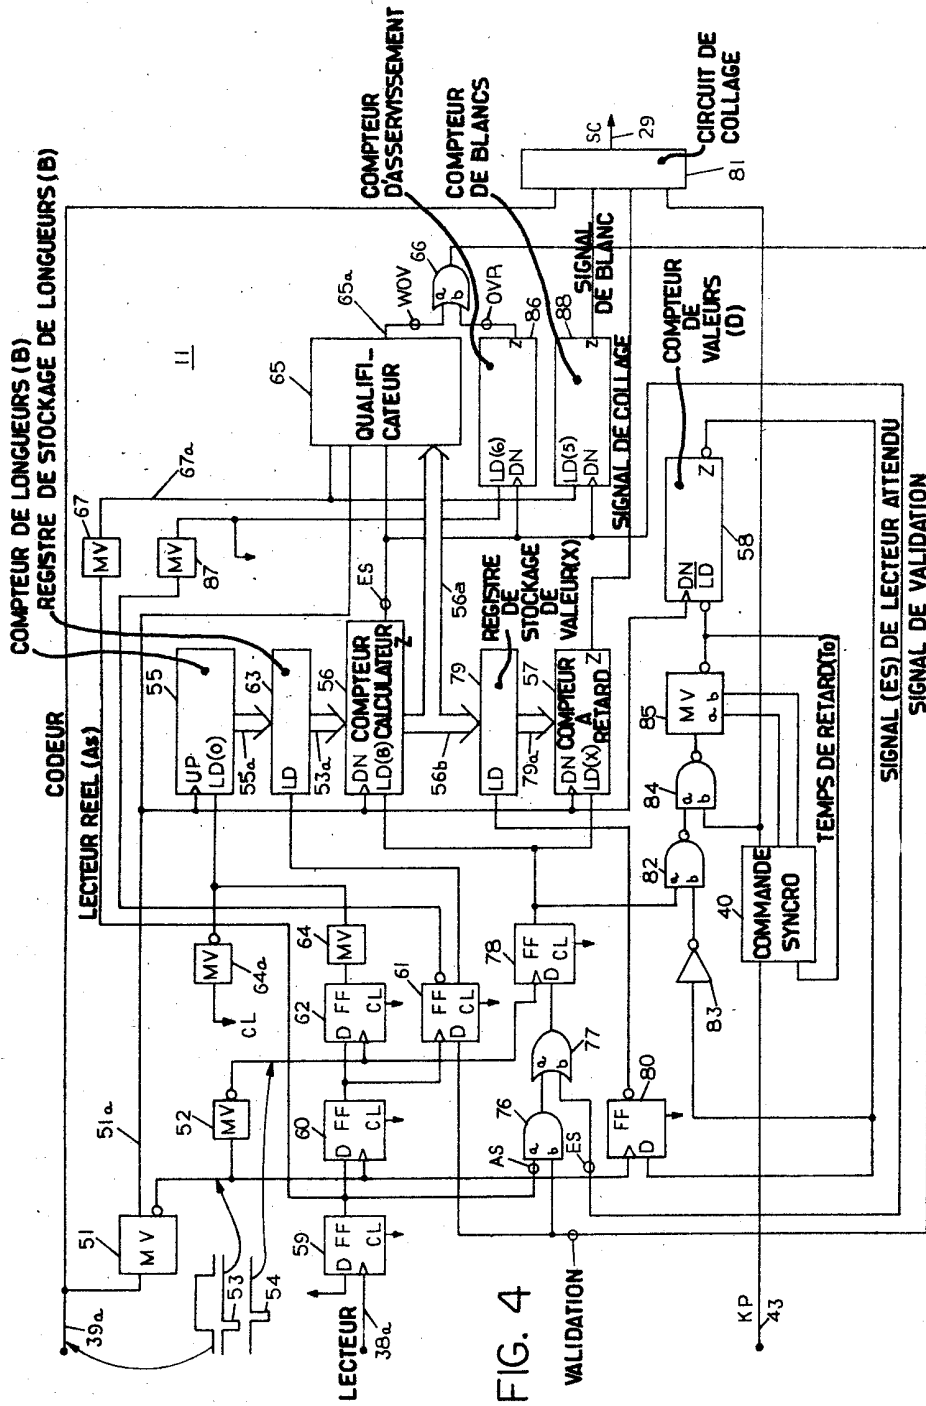 COMPTEUR DE LONGUEURS (B)
REGISTRE DE STOCKAGE DE LONGUEURS (B)
CODEUR
LECTEUR REEL (As)
39a
51
MV
51a
53
54
52
MV
LECTEUR
38a
59
D FF
CL
60
D FF
CL
62
D FF
CL
61
D FF
CL
64
MV
MV
64a
CL
67
MV
67a
MV
87
11
55
UP
LD(0)
55a
63
LD
53a
56
DN COMPTEUR
LD(B) CALCULATEUR
Z
ES
56a
56b
65
QUALIFI_
CATEUR
65a
WOV
66
a
b
OVR
COMPTEUR
D'ASSERVISSEMENT
LD(6)
DN
Z
86
COMPTEUR
DE BLANCS
LD(5)
DN
Z
88
SIGNAL
DE BLANC
SIGNAL DE COLLAGE
SC
29
CIRCUIT DE
COLLAGE
81
79
LD
79a
REGISTRE
DE
STOCKAGE
DE
VALEUR(X)
57
DN COMPTEUR
A
RETARD
LD(X)
Z
COMPTEUR
DE
VALEURS
(D)
DN
LD
Z
58
85
MV
a b
84
a
b
82
a
b
83
40
COMMANDE
SYNCRO
TEMPS DE RETARD(To)
78
FF
D CL
77
a
b
76
a
b
AS
ES
80
FF
D
VALIDATION
KP
43
SIGNAL (ES) DE LECTEUR ATTENDU
SIGNAL DE VALIDATION
FIG. 4